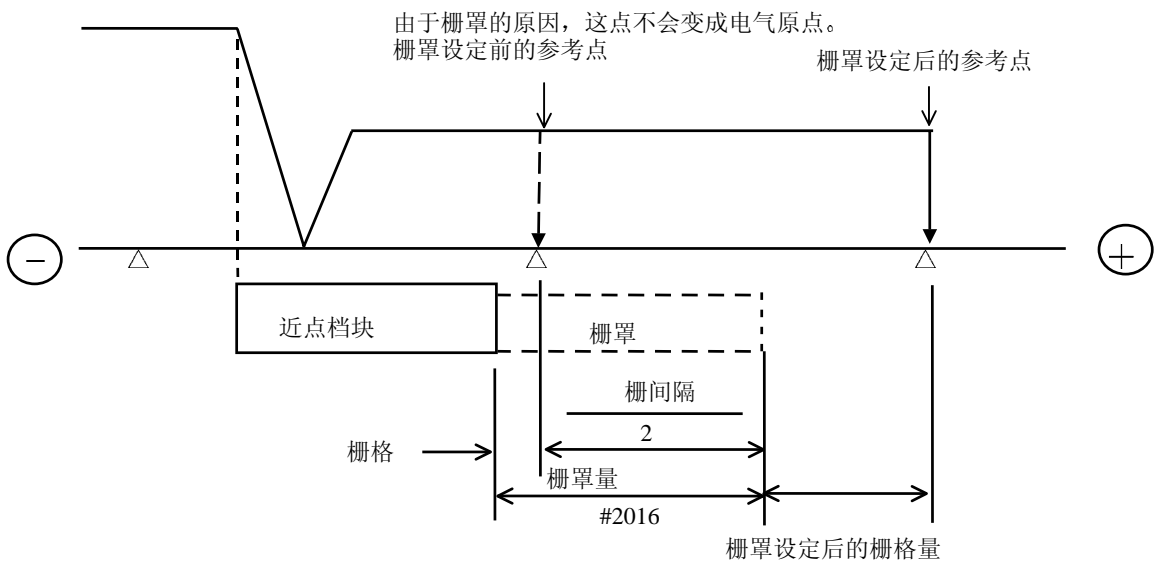 由于栅罩的原因，这点不会变成电气原点。
栅罩设定前的参考点
栅罩设定后的参考点
−
+
近点档块
栅罩
栅间隔
2
栅格
栅罩量
#2016
栅罩设定后的栅格量